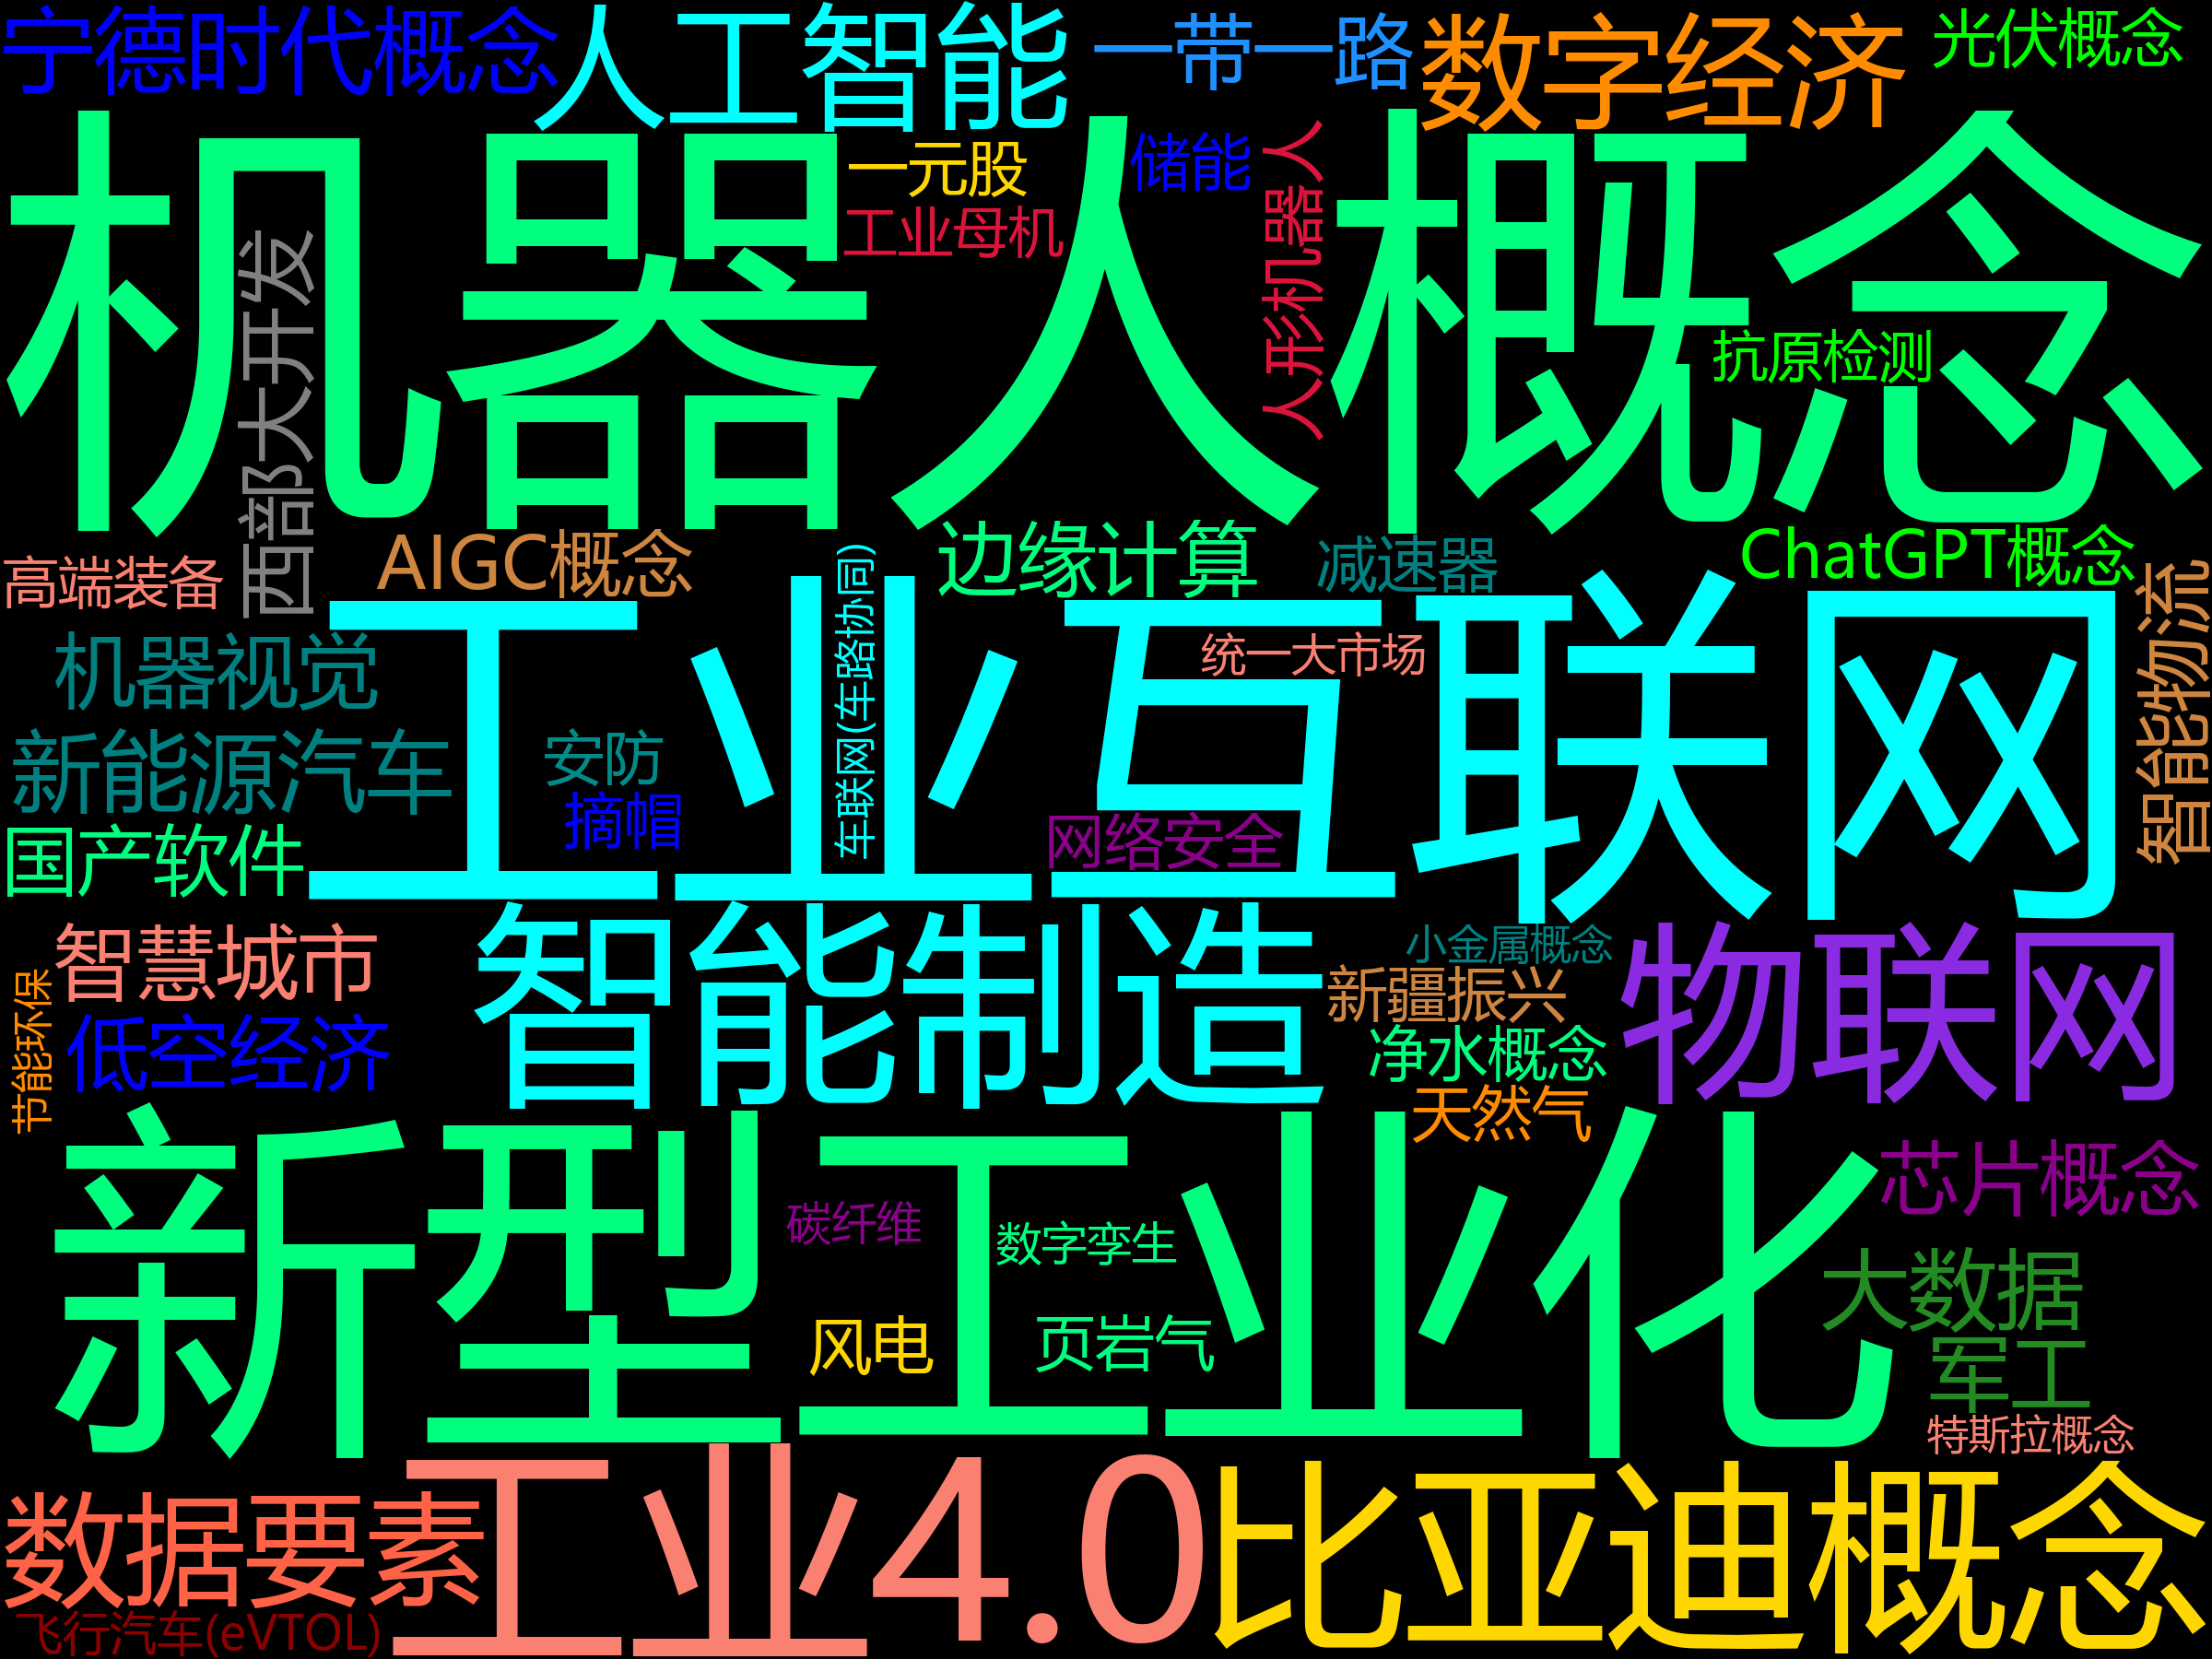 宁德时代概念
人工智能
一带一路
数字经济
光伏概念
机器人概念
一元股
储能
工业母机
人形机器人
西部大开发
抗原检测
高端装备
AIGC概念
边缘计算
减速器
ChatGPT概念
机器视觉
工业互联网
车联网(车路协同)
统一大市场
智能物流
新能源汽车
安防
摘帽
网络安全
国产软件
智慧城市
智能制造
小金属概念
新疆振兴
物联网
节能环保
低空经济
净水概念
天然气
新型工业化
芯片概念
碳纤维
数字孪生
大数据
风电
页岩气
军工
特斯拉概念
数据要素
工业4.0
比亚迪概念
飞行汽车(eVTOL)